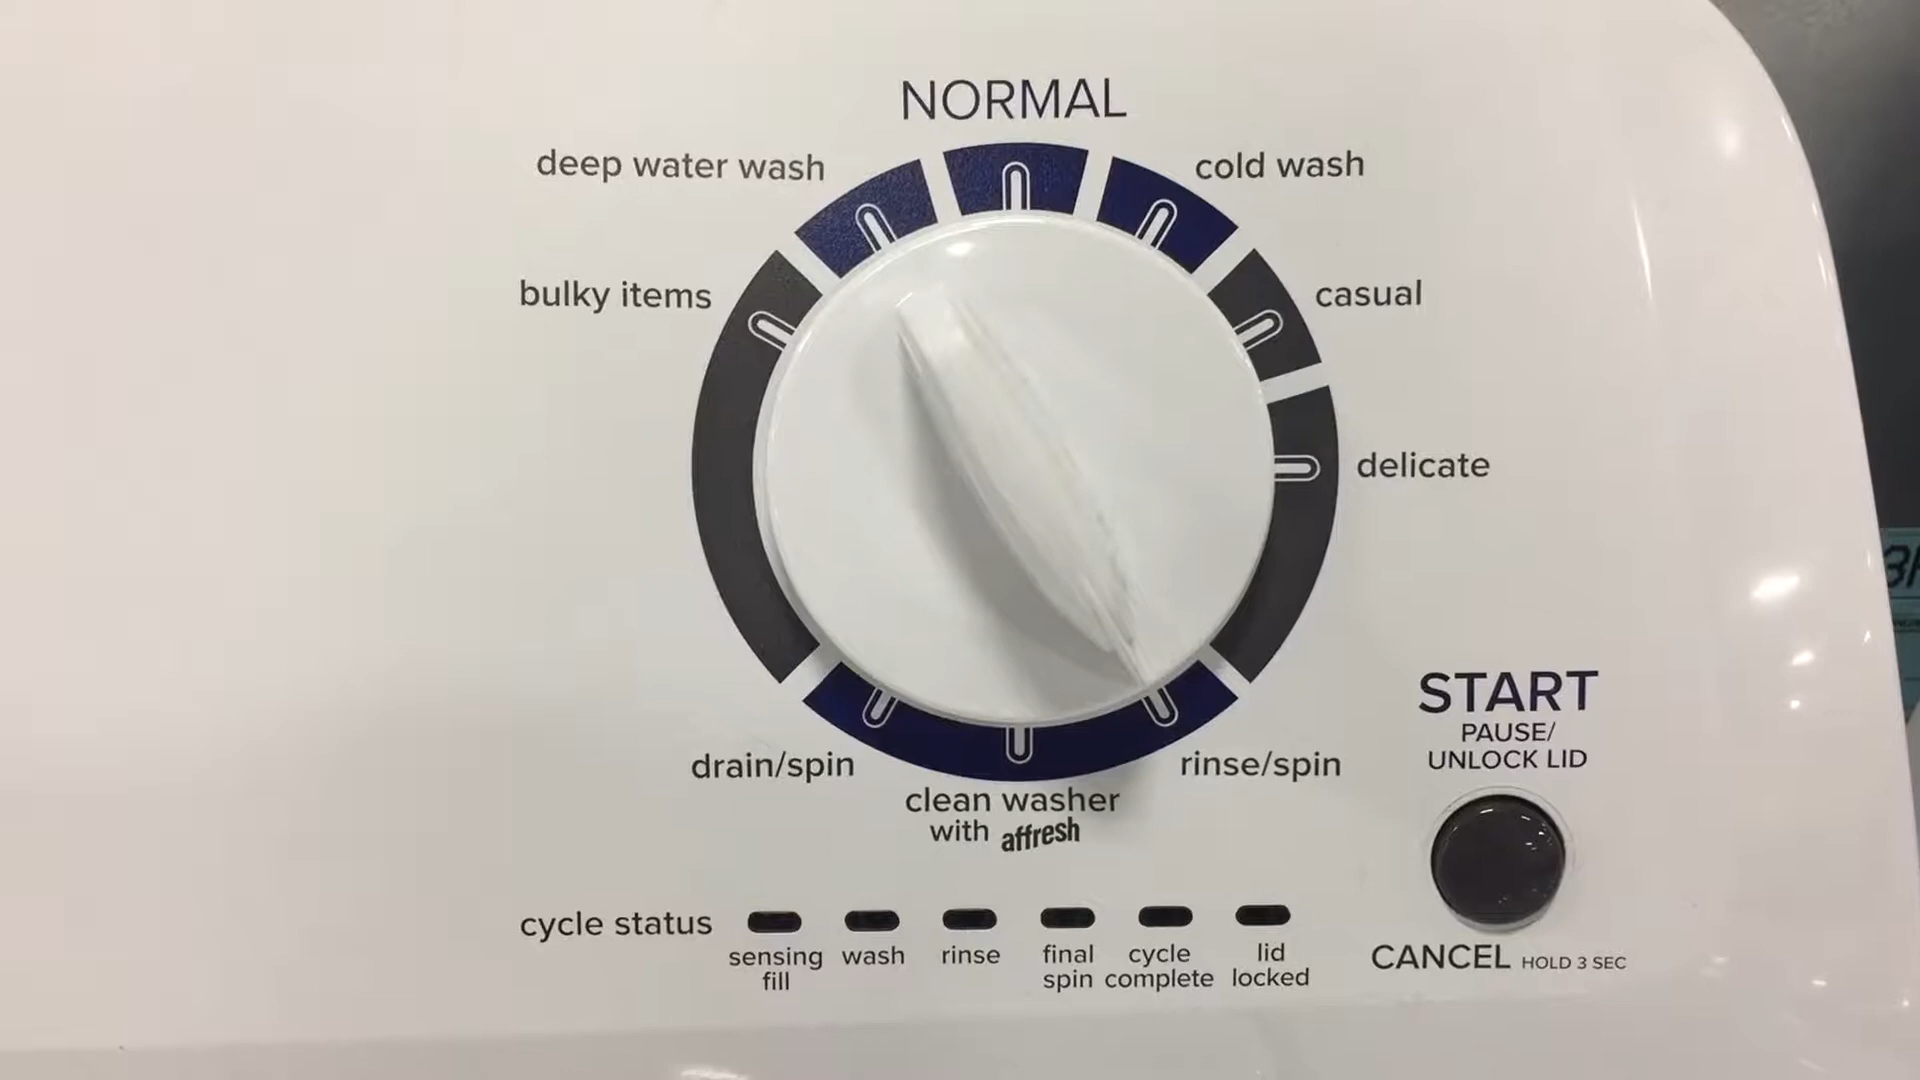 NORMAL
deep water wash
cold wash
bulky items
casual
delicate
drain/spin
rinse/spin
clean washer
with affresh
START
PAUSE/
UNLOCK LID
CANCEL HOLD 3 SEC
cycle status
sensing
fill
wash
rinse
final
spin
cycle
complete
lid
locked